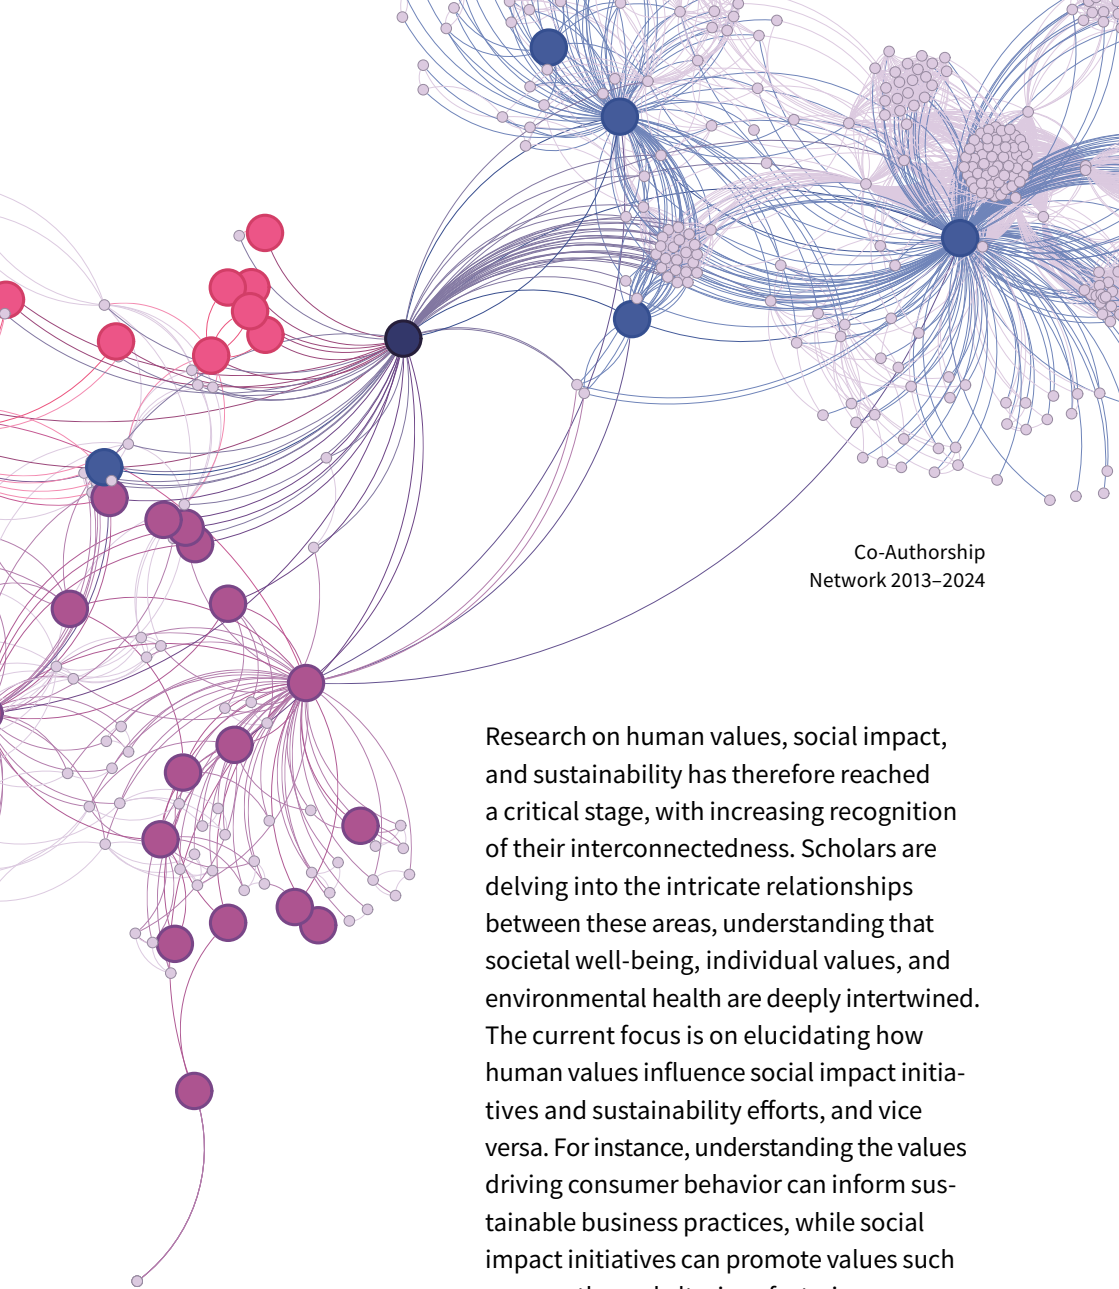 Co-Authorship
Network 2013–2024
Research on human values, social impact,
and sustainability has therefore reached
a critical stage, with increasing recognition
of their interconnectedness. Scholars are
delving into the intricate relationships
between these areas, understanding that
societal well-being, individual values, and
environmental health are deeply intertwined.
The current focus is on elucidating how
human values influence social impact initia-
tives and sustainability efforts, and vice
versa. For instance, understanding the values
driving consumer behavior can inform sus-
tainable business practices, while social
impact initiatives can promote values such